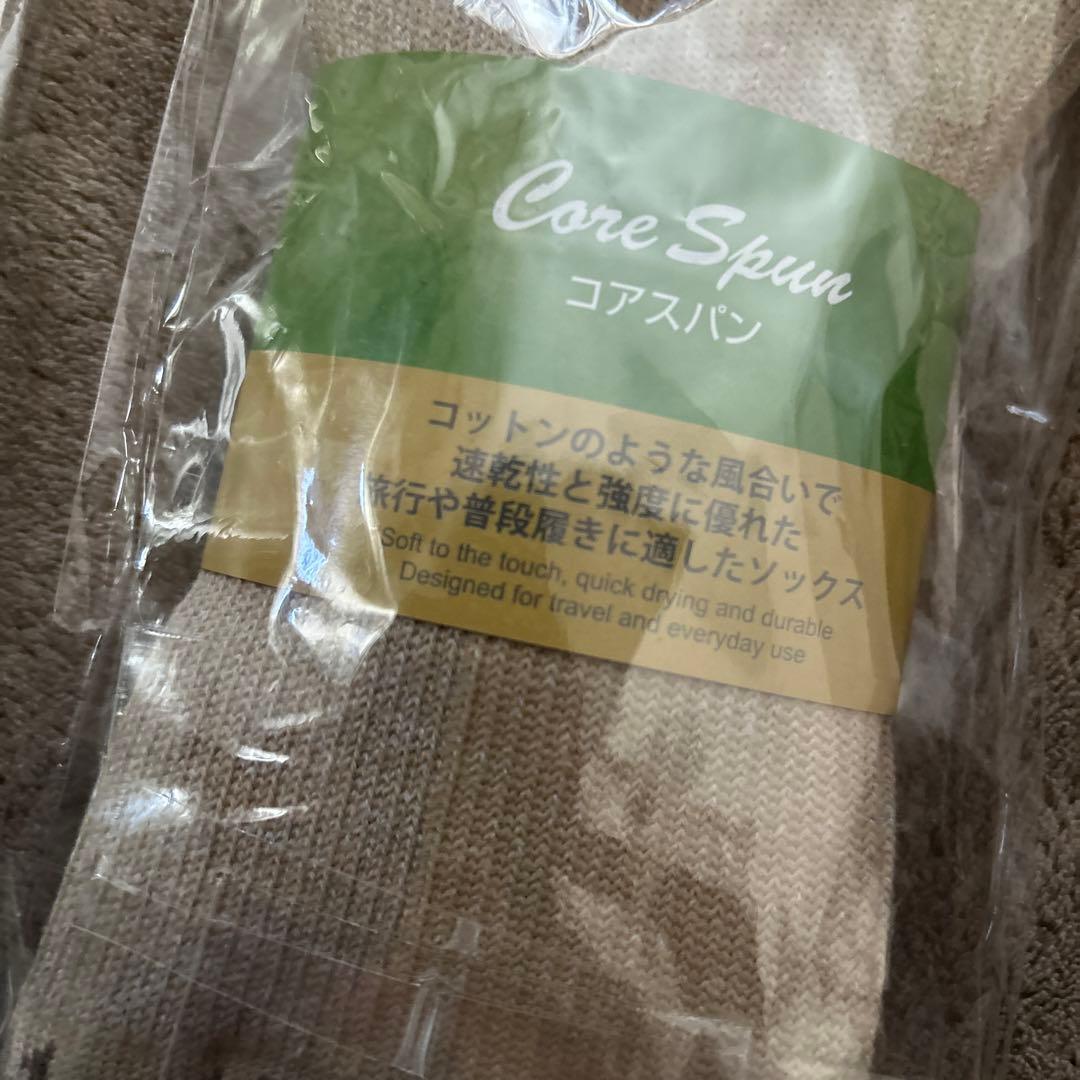 Core Spun
コアスパン
コットンのような風合いで
速乾性と強度に優れた
旅行や普段履きに適したソックス
Soft to the touch, quick drying and durable
Designed for travel and everyday use